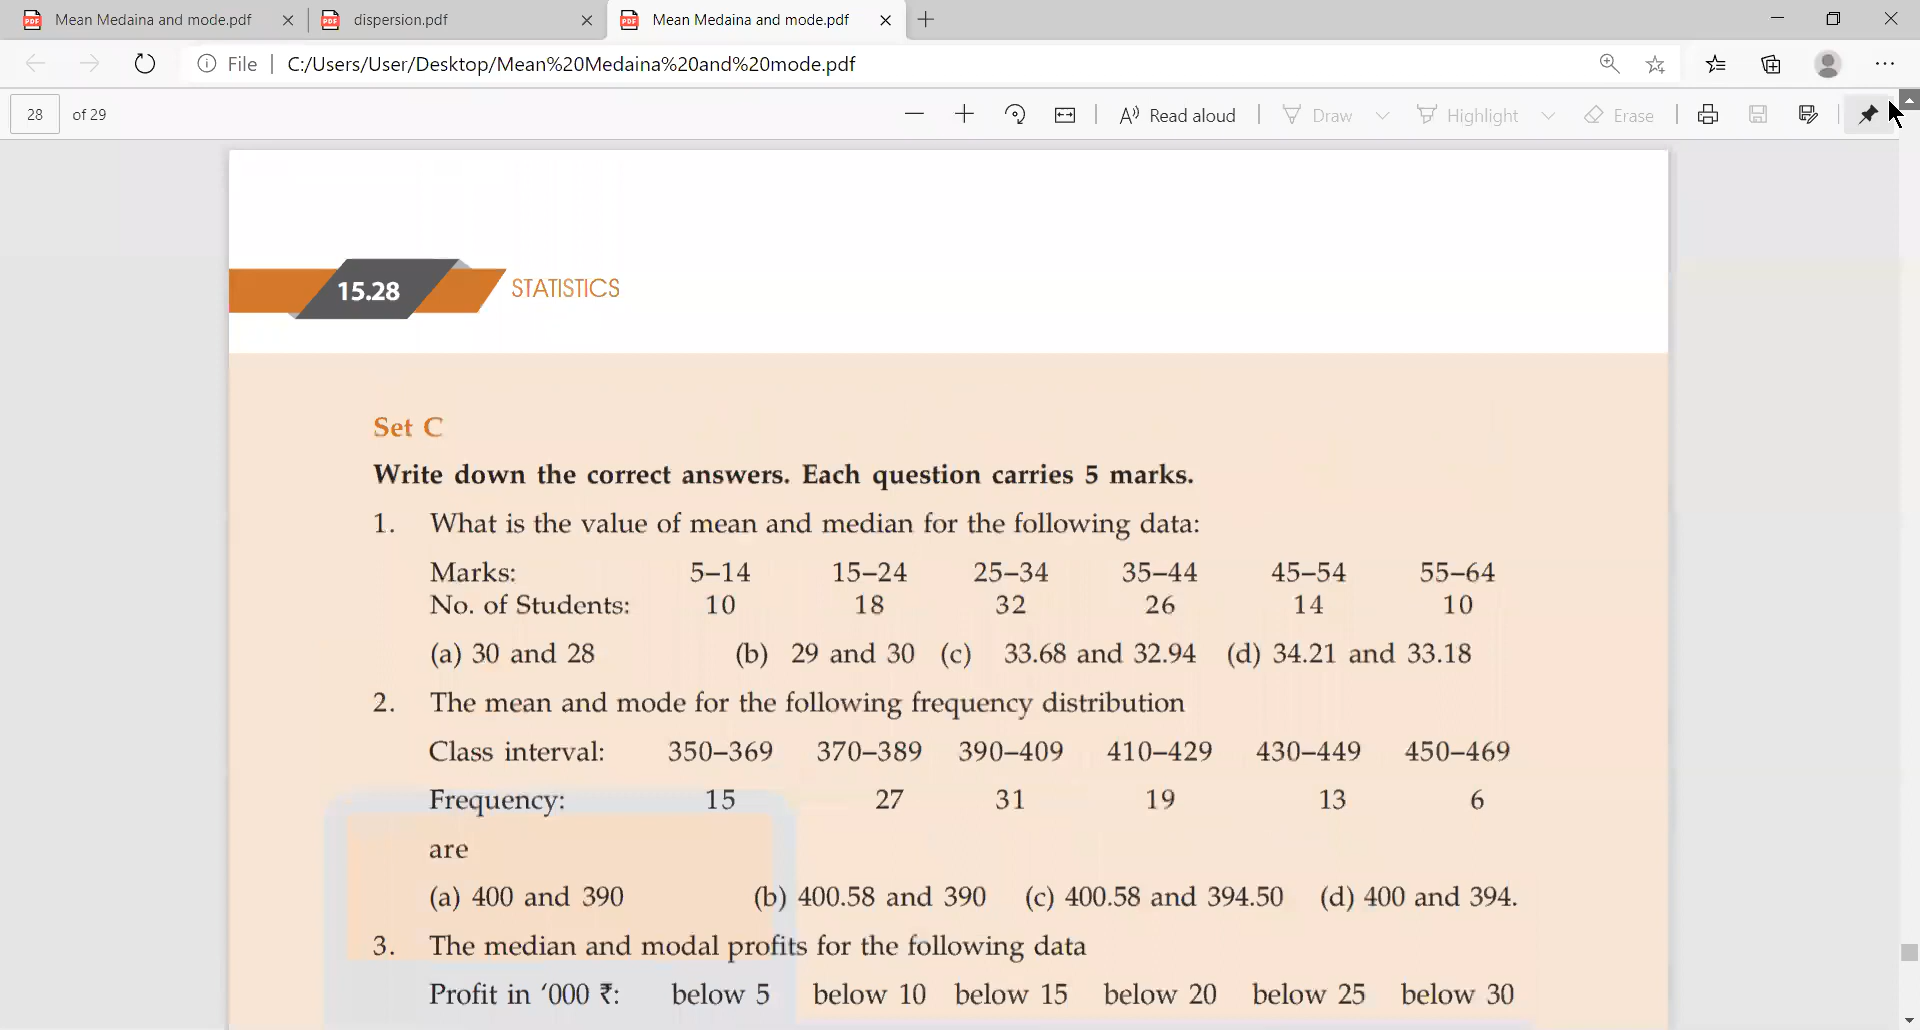 Mean Medaina and mode.pdf dispersion.pdf Mean Medaina and mode.pdf
File C:/Users/User/Desktop/Mean%20Medaina%20and%20mode.pdf
28 of 29 Read aloud Draw Highlight Erase
15.28 STATISTICS
Set C
Write down the correct answers. Each question carries 5 marks.
1. What is the value of mean and median for the following data:
Marks: 5–14 15–24 25–34 35–44 45–54 55–64
No. of Students: 10 18 32 26 14 10
(a) 30 and 28 (b) 29 and 30 (c) 33.68 and 32.94 (d) 34.21 and 33.18
2. The mean and mode for the following frequency distribution
Class interval: 350–369 370–389 390–409 410–429 430–449 450–469
Frequency: 15 27 31 19 13 6
are
(a) 400 and 390 (b) 400.58 and 390 (c) 400.58 and 394.50 (d) 400 and 394.
3. The median and modal profits for the following data
Profit in ‘000 ₹: below 5 below 10 below 15 below 20 below 25 below 30